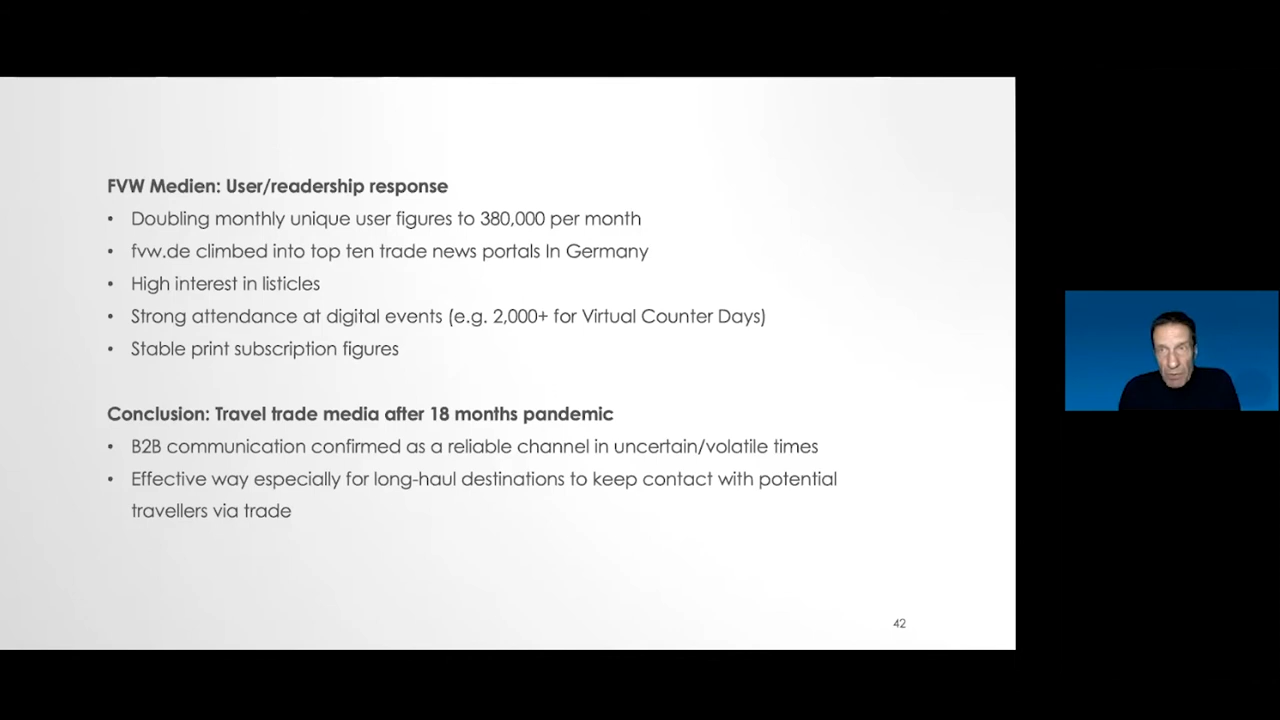 FVW Medien: User/readership response
• Doubling monthly unique user figures to 380,000 per month
• fvw.de climbed into top ten trade news portals In Germany
• High interest in listicles
• Strong attendance at digital events (e.g. 2,000+ for Virtual Counter Days)
• Stable print subscription figures
Conclusion: Travel trade media after 18 months pandemic
• B2B communication confirmed as a reliable channel in uncertain/volatile times
• Effective way especially for long-haul destinations to keep contact with potential
travellers via trade
42